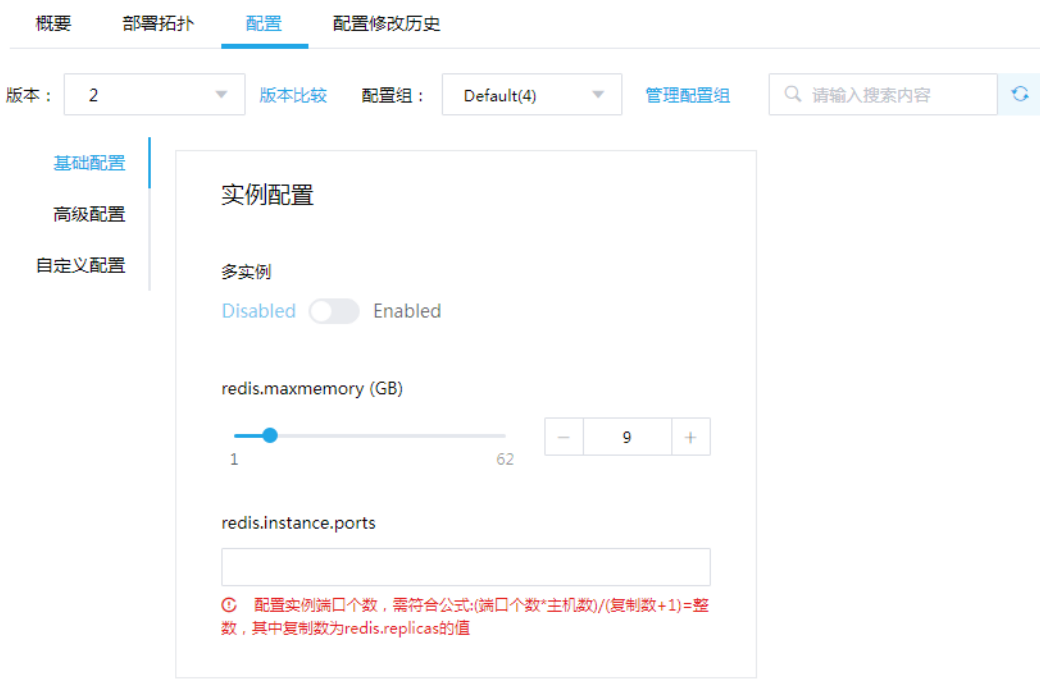 概要 部署拓扑 配置 配置修改历史
版本： 2 版本比较 配置组： Default(4) 管理配置组 请输入搜索内容
基础配置
高级配置
自定义配置
实例配置
多实例
Disabled Enabled
redis.maxmemory (GB)
9
1 62
redis.instance.ports
配置实例端口个数，需符合公式:(端口个数*主机数)/(复制数+1)=整
数，其中复制数为redis.replicas的值